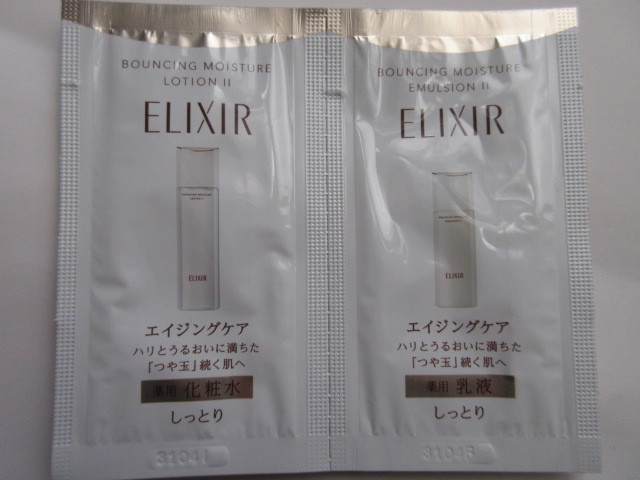 BOUNCING MOISTURE
LOTION II
ELIXIR
ELIXIR
エイジングケア
ハリとうるおいに満ちた
「つや玉」続く肌へ
薬用 化粧水
しっとり
31041
BOUNCING MOISTURE
EMULSION II
ELIXIR
ELIXIR
エイジングケア
ハリとうるおいに満ちた
「つや玉」続く肌へ
薬用 乳液
しっとり